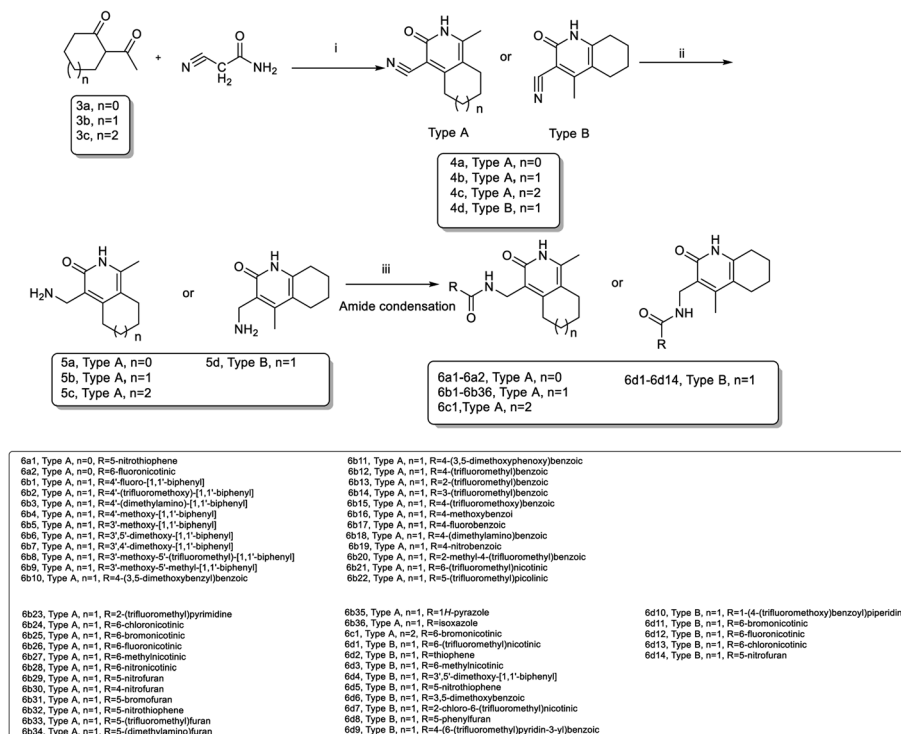 O
O
( )n
+
N
O
NH2
C
H2
i
H
N
O
N
( )n
Type A
or
H
N
O
N
Type B
ii
3a, n=0
3b, n=1
3c, n=2
4a, Type A, n=0
4b, Type A, n=1
4c, Type A, n=2
4d, Type B, n=1
H
N
O
H2N
( )n
or
H
N
O
NH2
iii
Amide condensation
H
N
O
H
N
R
O
( )n
or
H
N
O
NH
O
R
5a, Type A, n=0
5b, Type A, n=1
5c, Type A, n=2
5d, Type B, n=1
6a1-6a2, Type A, n=0
6b1-6b36, Type A, n=1
6c1,Type A, n=2
6d1-6d14, Type B, n=1
6a1, Type A, n=0, R=5-nitrothiophene
6a2, Type A, n=0, R=6-fluoronicotinic
6b1, Type A, n=1, R=4'-fluoro-[1,1'-biphenyl]
6b2, Type A, n=1, R=4'-(trifluoromethoxy)-[1,1'-biphenyl]
6b3, Type A, n=1, R=4'-(dimethylamino)-[1,1'-biphenyl]
6b4, Type A, n=1, R=4'-methoxy-[1,1'-biphenyl]
6b5, Type A, n=1, R=3'-methoxy-[1,1'-biphenyl]
6b6, Type A, n=1, R=3',5'-dimethoxy-[1,1'-biphenyl]
6b7, Type A, n=1, R=3',4'-dimethoxy-[1,1'-biphenyl]
6b8, Type A, n=1, R=3'-methoxy-5'-(trifluoromethyl)-[1,1'-biphenyl]
6b9, Type A, n=1, R=3'-methoxy-5'-methyl-[1,1'-biphenyl]
6b10, Type A, n=1, R=4-(3,5-dimethoxybenzyl)benzoic
6b11, Type A, n=1, R=4-(3,5-dimethoxyphenoxy)benzoic
6b12, Type A, n=1, R=4-(trifluoromethyl)benzoic
6b13, Type A, n=1, R=2-(trifluoromethyl)benzoic
6b14, Type A, n=1, R=3-(trifluoromethyl)benzoic
6b15, Type A, n=1, R=4-(trifluoromethoxy)benzoic
6b16, Type A, n=1, R=4-methoxybenzoi
6b17, Type A, n=1, R=4-fluorobenzoic
6b18, Type A, n=1, R=4-(dimethylamino)benzoic
6b19, Type A, n=1, R=4-nitrobenzoic
6b20, Type A, n=1, R=2-methyl-4-(trifluoromethyl)benzoic
6b21, Type A, n=1, R=6-(trifluoromethyl)nicotinic
6b22, Type A, n=1, R=5-(trifluoromethyl)picolinic
6b23, Type A, n=1, R=2-(trifluoromethyl)pyrimidine
6b24, Type A, n=1, R=6-chloronicotinic
6b25, Type A, n=1, R=6-bromonicotinic
6b26, Type A, n=1, R=6-fluoronicotinic
6b27, Type A, n=1, R=6-methylnicotinic
6b28, Type A, n=1, R=6-nitronicotinic
6b29, Type A, n=1, R=5-nitrofuran
6b30, Type A, n=1, R=4-nitrofuran
6b31, Type A, n=1, R=5-bromofuran
6b32, Type A, n=1, R=5-nitrothiophene
6b33, Type A, n=1, R=5-(trifluoromethyl)furan
6b34, Type A, n=1, R=5-(dimethylamino)furan
6b35, Type A, n=1, R=1H-pyrazole
6b36, Type A, n=1, R=isoxazole
6c1, Type A, n=2, R=6-bromonicotinic
6d1, Type B, n=1, R=6-(trifluoromethyl)nicotinic
6d2, Type B, n=1, R=thiophene
6d3, Type B, n=1, R=6-methylnicotinic
6d4, Type B, n=1, R=3',5'-dimethoxy-[1,1'-biphenyl]
6d5, Type B, n=1, R=5-nitrothiophene
6d6, Type B, n=1, R=3,5-dimethoxybenzoic
6d7, Type B, n=1, R=2-chloro-6-(trifluoromethyl)nicotinic
6d8, Type B, n=1, R=5-phenylfuran
6d9, Type B, n=1, R=4-(6-(trifluoromethyl)pyridin-3-yl)benzoic
6d10, Type B, n=1, R=1-(4-(trifluoromethoxy)benzoyl)piperidin
6d11, Type B, n=1, R=6-bromonicotinic
6d12, Type B, n=1, R=6-fluoronicotinic
6d13, Type B, n=1, R=6-chloronicotinic
6d14, Type B, n=1, R=5-nitrofuran